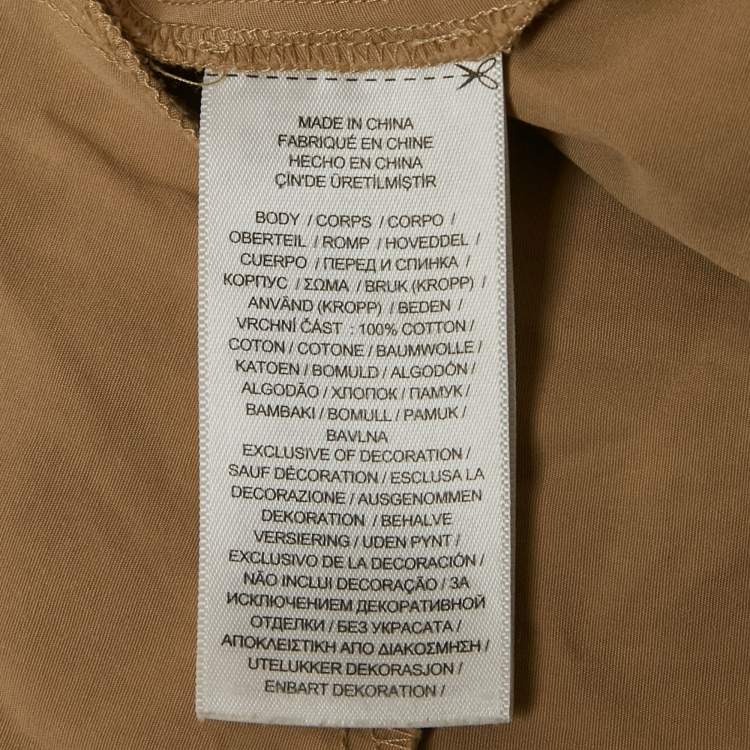 MADE IN CHINA
FABRIQUÉ EN CHINE
HECHO EN CHINA
ÇİN'DE ÜRETİLMİŞTİR
BODY / CORPS / CORPO /
OBERTEIL / ROMP / HOVEDDEL /
CUERPO / ПЕРЕД И СПИНКА /
КОРПУС / ΣΩΜΑ / BRUK (KROPP) /
ANVÄND (KROPP) / BEDEN /
VRCHNÍ ČÁST : 100% COTTON /
COTON / COTONE / BAUMWOLLE /
KATOEN / BOMULD / ALGODÓN /
ALGODÃO / ХЛОПОК / ПАМУК /
BAMBAKI / BOMULL / PAMUK /
BAVLNA
EXCLUSIVE OF DECORATION /
SAUF DÉCORATION / ESCLUSA LA
DECORAZIONE / AUSGENOMMEN
DEKORATION / BEHALVE
VERSIERING / UDEN PYNT /
EXCLUSIVO DE LA DECORACIÓN /
NÃO INCLUI DECORAÇÃO / ЗА
ИСКЛЮЧЕНИЕМ ДЕКОРАТИВНОЙ
ОТДЕЛКИ / БЕЗ УКРАСАТА /
ΑΠΟΚΛΕΙΣΤΙΚΗ ΑΠΟ ΔΙΑΚΟΣΜΗΣΗ /
UTELUKKER DEKORASJON /
ENBART DEKORATION /